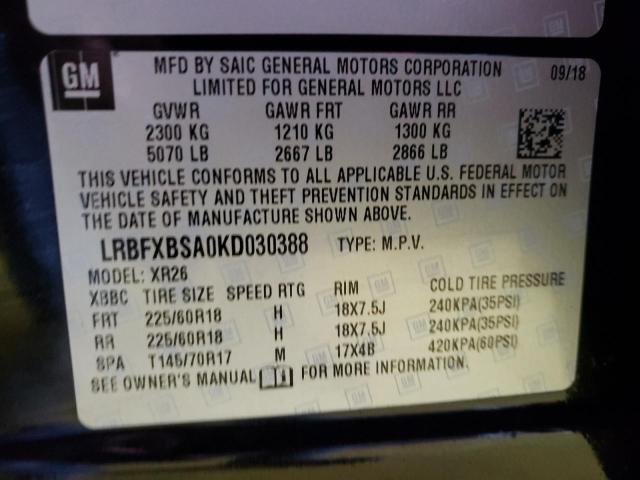 GM
MFD BY SAIC GENERAL MOTORS CORPORATION 09/18
LIMITED FOR GENERAL MOTORS LLC
GVWR GAWR FRT GAWR RR
2300 KG 1210 KG 1300 KG
5070 LB 2667 LB 2866 LB
THIS VEHICLE CONFORMS TO ALL APPLICABLE U.S. FEDERAL MOTOR
VEHICLE SAFETY AND THEFT PREVENTION STANDARDS IN EFFECT ON
THE DATE OF MANUFACTURE SHOWN ABOVE.
LRBFXBSA0KD030388 TYPE: M.P.V.
MODEL: XR26
XBBC TIRE SIZE SPEED RTG RIM COLD TIRE PRESSURE
FRT 225/60R18 H 18X7.5J 240KPA(35PSI)
RR 225/60R18 H 18X7.5J 240KPA(35PSI)
SPA T145/70R17 M 17X4B 420KPA(60PSI)
SEE OWNER'S MANUAL FOR MORE INFORMATION.